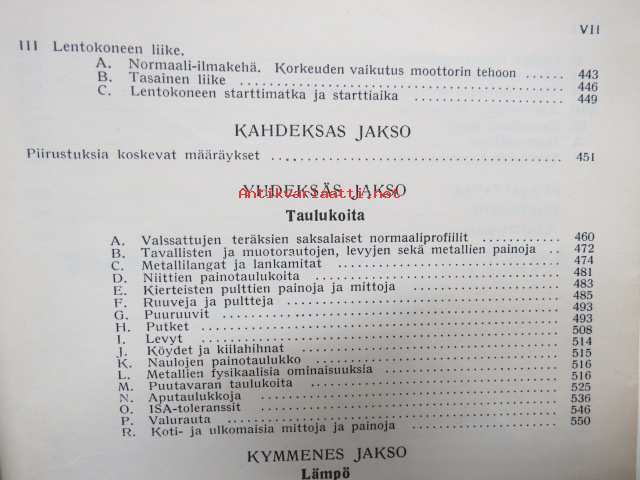 VII
III Lentokoneen liike.
A. Normaali-ilmakehä. Korkeuden vaikutus moottorin tehoon ...... 443
B. Tasainen liike ........................ 446
C. Lentokoneen starttimatka ja starttiaika .................. 449
KAHDEKSAS JAKSO
Piirustuksia koskevat määräykset .................................... 451
YHDEKSÄS JAKSO
Antikvariaatti.net
Taulukoita
A. Valssattujen teräksien saksalaiset normaaliprofiilit ............ 460
B. Tavallisten ja muotorautojen, levyjen sekä metallien painoja .. 472
C. Metallilangat ja lankamitat ........................ 474
D. Niittien painotaulukoita ........................ 481
E. Kierteisten pulttien painoja ja mittoja .................. 483
F. Ruuveja ja pultteja ........................ 485
G. Puuruuvit ........................ 493
H. Putket ........................ 493
I. Levyt ........................ 508
J. Köydet ja kiilahihnat ........................ 514
K. Naulojen painotaulukko ........................ 515
L. Metallien fysikaalisia ominaisuuksia .................. 516
M. Puutavaran taulukoita ........................ 516
N. Aputaulukkoja ........................ 525
O. ISA-toleranssit ........................ 536
P. Valurauta ........................ 546
R. Koti- ja ulkomaisia mittoja ja painoja .................. 550
KYMMENES JAKSO
Lämpö